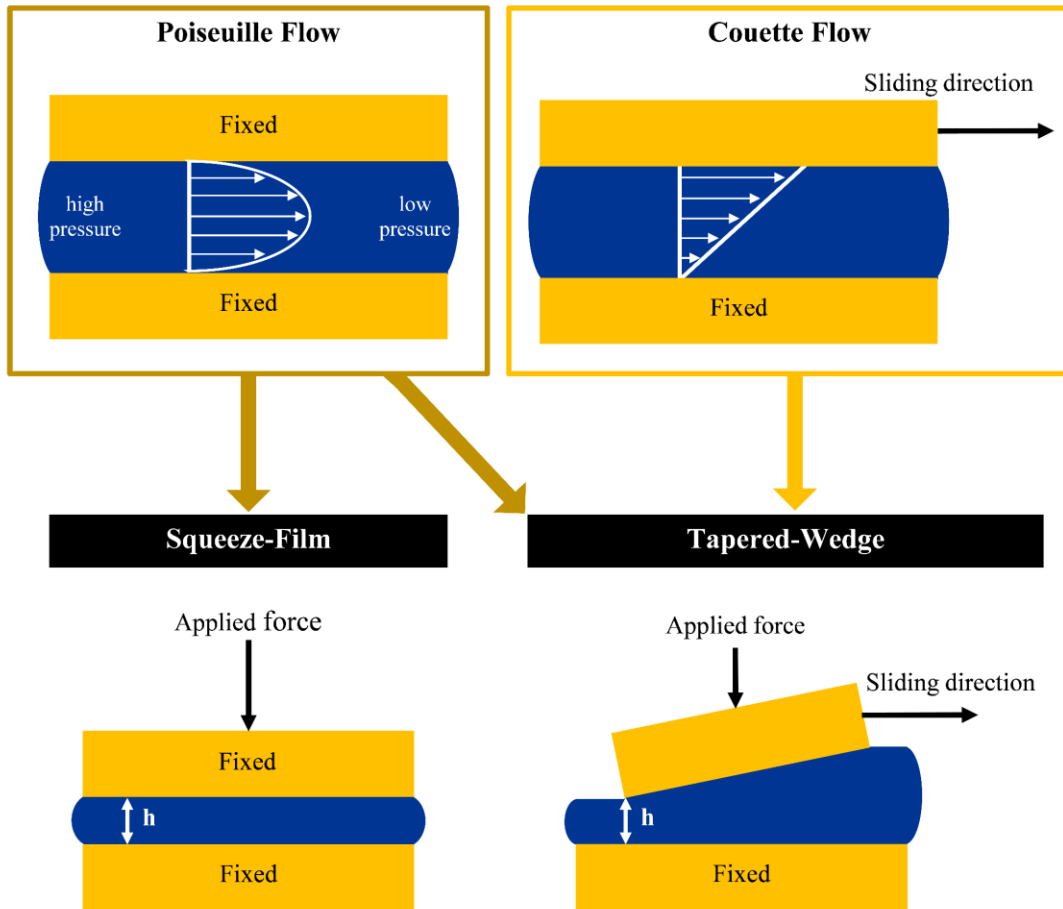 Poiseuille Flow
Fixed
high
pressure
low
pressure
Fixed
Couette Flow
Sliding direction
Fixed
Squeeze-Film
Tapered-Wedge
Applied force
Fixed
h
Fixed
Applied force
Sliding direction
h
Fixed